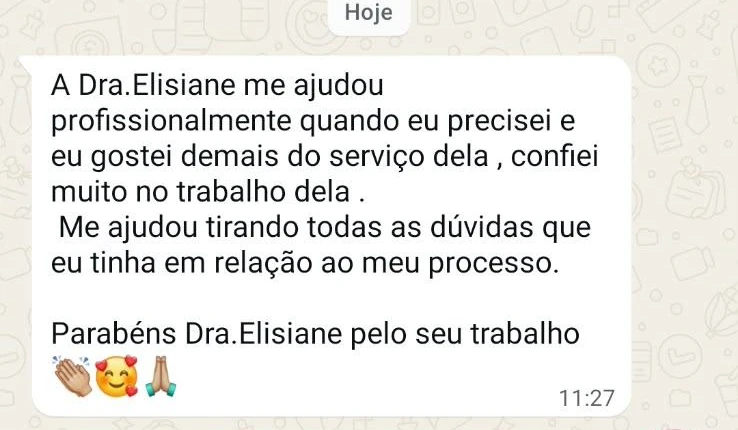 Hoje
A Dra.Elisiane me ajudou
profissionalmente quando eu precisei e
eu gostei demais do serviço dela , confiei
muito no trabalho dela .
Me ajudou tirando todas as dúvidas que
eu tinha em relação ao meu processo.
Parabéns Dra.Elisiane pelo seu trabalho
👏🏼🥰🙏🏼
11:27